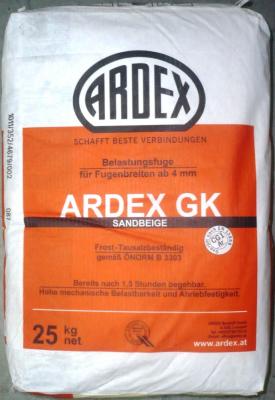 ARDEX
SCHAFFT BESTE VERBINDUNGEN
Belastungsfuge
für Fugenbreiten ab 4 mm
ARDEX GK
SANDBEIGE
Frost-Tausalzbeständig
gemäß ÖNORM B 3303
Bereits nach 1,5 Stunden begehbar.
Hohe mechanische Belastbarkeit und Abriebfestigkeit.
25 kg
net
www.ardex.at